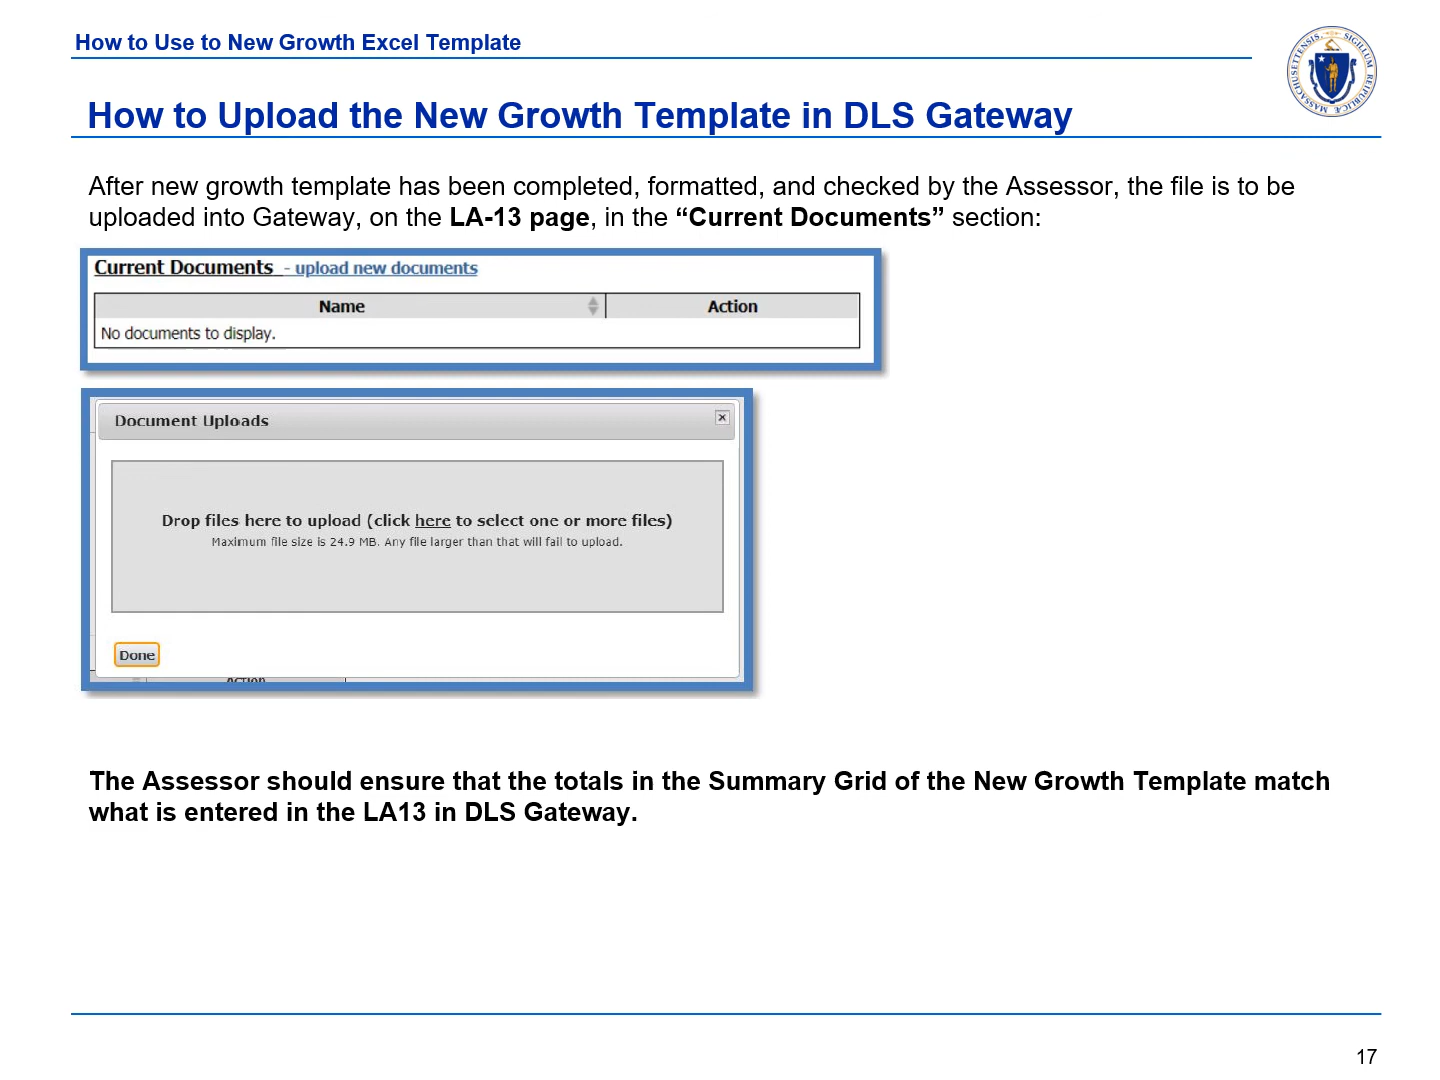 How to Use to New Growth Excel Template
How to Upload the New Growth Template in DLS Gateway
After new growth template has been completed, formatted, and checked by the Assessor, the file is to be
uploaded into Gateway, on the LA-13 page, in the “Current Documents” section:
Current Documents - upload new documents
Name Action
No documents to display.
Document Uploads
Drop files here to upload (click here to select one or more files)
Maximum file size is 24.9 MB. Any file larger than that will fail to upload.
Done
Action
The Assessor should ensure that the totals in the Summary Grid of the New Growth Template match
what is entered in the LA13 in DLS Gateway.
17